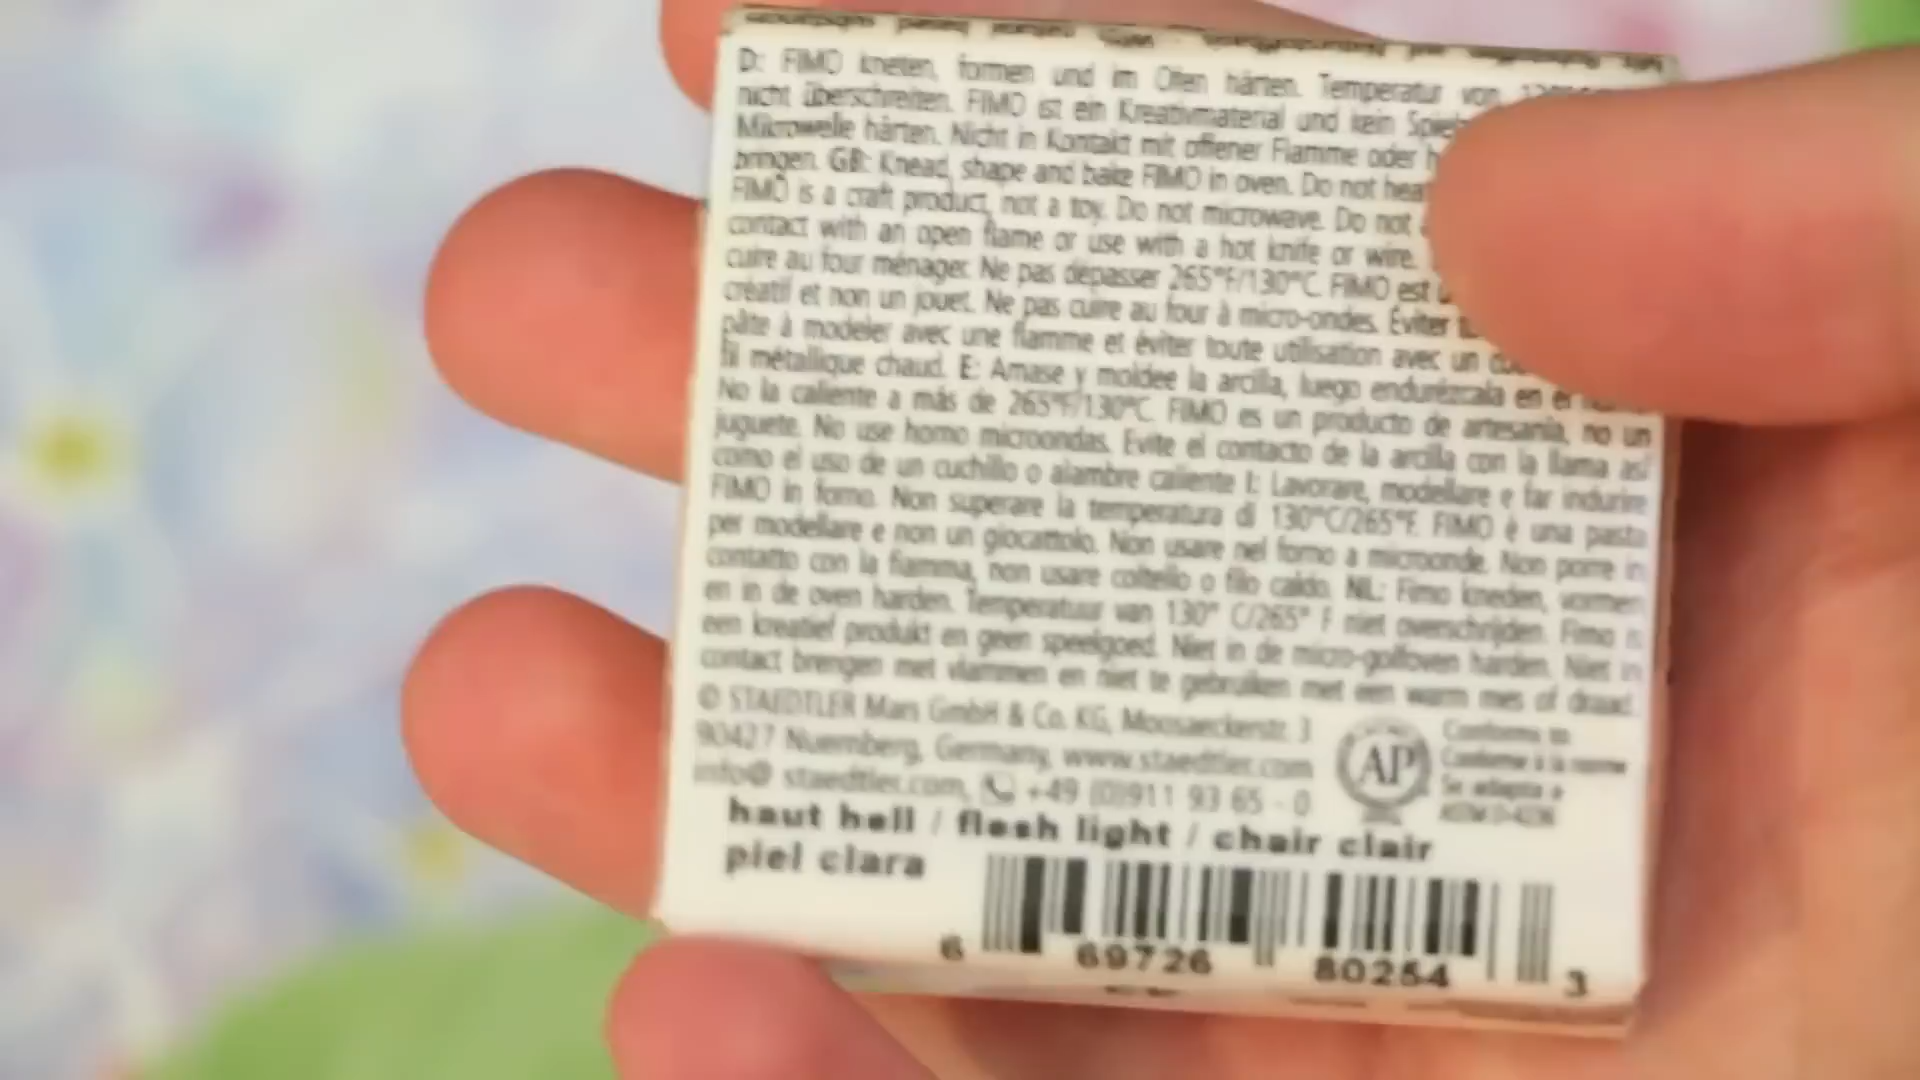 D: FIMO kneten, formen und im Ofen härten. Temperatur von
nicht überschreiten. FIMO ist ein Kreativmaterial und kein
Mikrowelle härten. Nicht in Kontakt mit offener Flamme oder
bringen. GB: Knead, shape and bake FIMO in oven. Do not
FIMO is a craft product, not a toy. Do not microwave. Do not
contact with an open flame or use with a hot knife or wire.
cuire au four ménager. Ne pas dépasser 265°F/130°C. FIMO est
créatif et non un jouet. Ne pas cuire au four à micro-ondes. Éviter
pâte à modeler avec une flamme et éviter toute utilisation avec un
fil métallique chaud. E: Amase y moldee la arcilla, luego endurézcala en el
No la caliente a más de 265°F/130°C. FIMO es un producto de artesanía, no un
juguete. No use horno microondas. Evite el contacto de la arcilla con la llama así
como el uso de un cuchillo o alambre caliente I: Lavorare, modellare e far indurire
FIMO in forno. Non superare la temperatura di 130°C/265°F. FIMO è una pasta
per modellare e non un giocattolo. Non usare nel forno a microonde. Non porre in
contatto con la fiamma, non usare coltello o filo caldo. NL: Fimo kneden, vormen
en in de oven harden. Temperatuur van 130° C/265° F niet overschrijden. Fimo is
een kreatief produkt en geen speelgoed. Niet in de micro-golfoven harden. Niet in
contact brengen met vlammen en niet te gebruiken met een warm mes of draad.
© STAEDTLER Mars GmbH & Co. KG, Moosaeckerstr. 3
90427 Nuernberg, Germany, www.staedtler.com
info@ staedtler.com, +49 (0)911 93 65 - 0
AP
Conforms to
Conforme à la norme
Se adapta a
ASTM D-4236
haut hell / flesh light / chair clair
piel clara
6 69726 80254 3